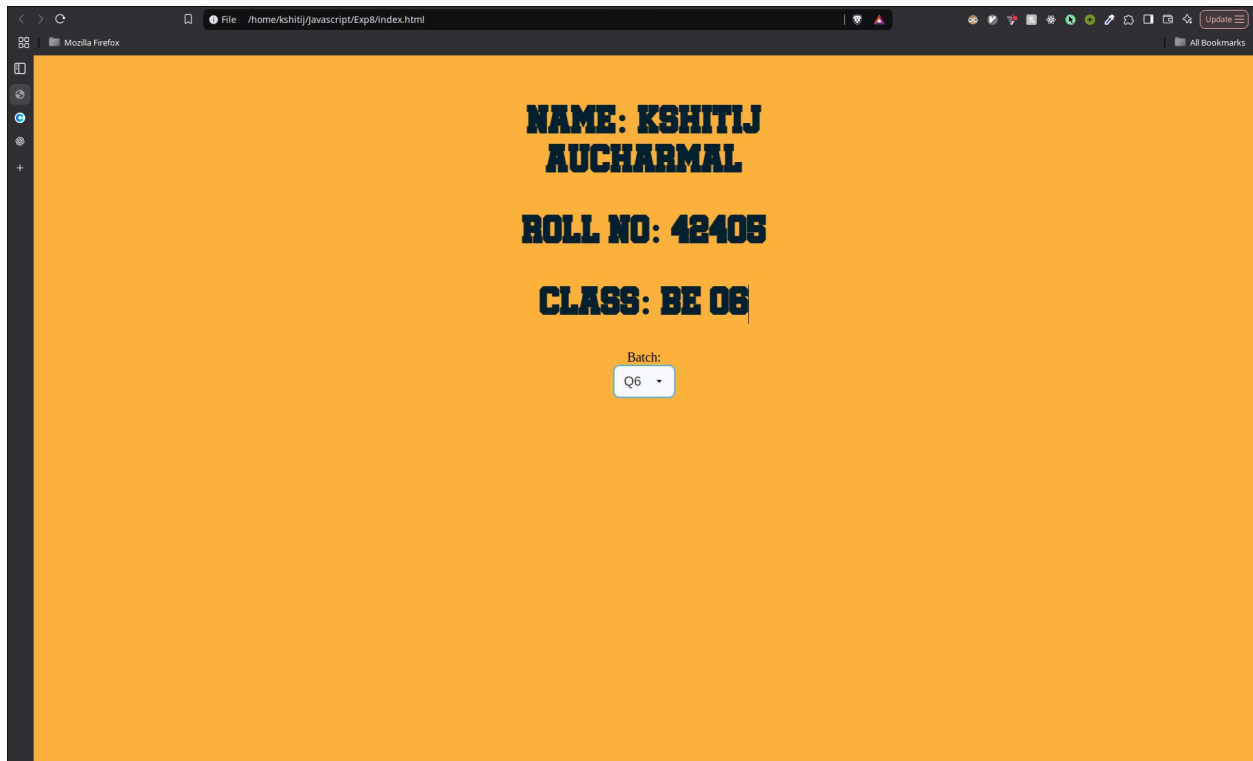 File /home/kshitij/Javascript/Exp8/index.html
Update
Mozilla Firefox
All Bookmarks
NAME: KSHITIJ
AUCHARMAL
ROLL NO: 42405
CLASS: BE 06
Batch:
Q6